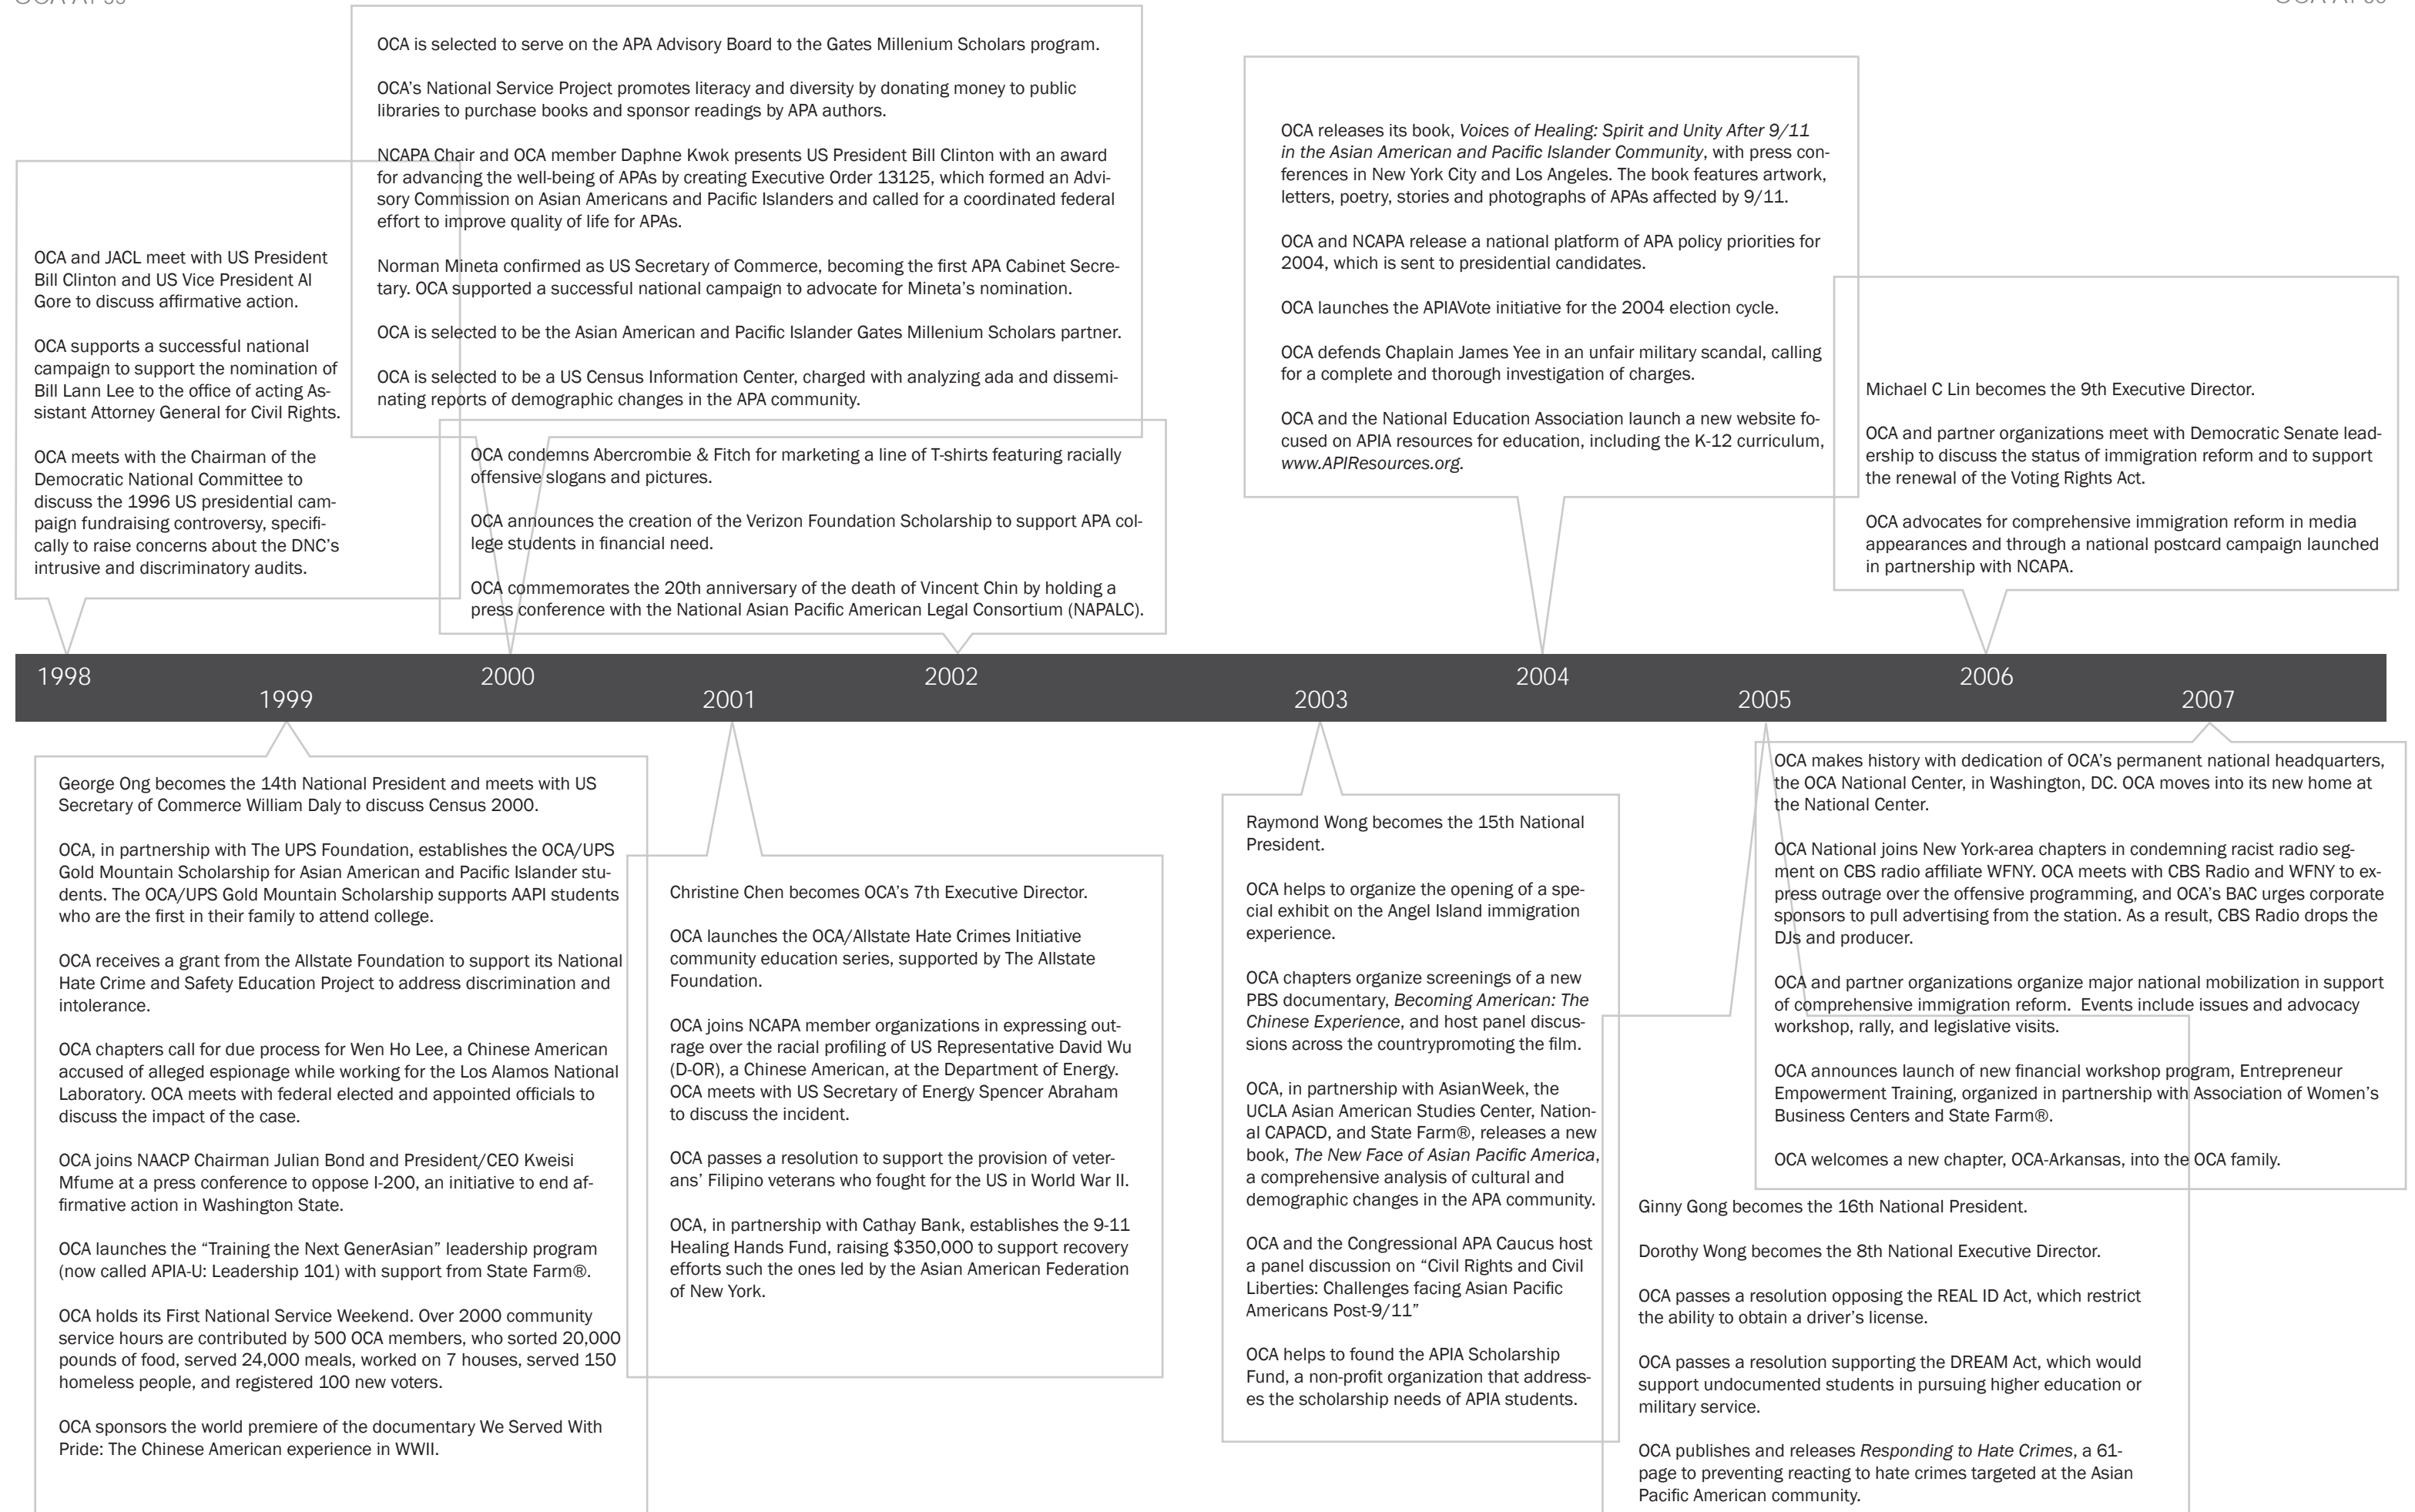 OCA is selected to serve on the APA Advisory Board to the Gates Millenium Scholars program.
OCA's National Service Project promotes literacy and diversity by donating money to public
libraries to purchase books and sponsor readings by APA authors.
NCAPA Chair and OCA member Daphne Kwok presents US President Bill Clinton with an award
for advancing the well-being of APAs by creating Executive Order 13125, which formed an Advi-
sory Commission on Asian Americans and Pacific Islanders and called for a coordinated federal
effort to improve quality of life for APAs.
Norman Mineta confirmed as US Secretary of Commerce, becoming the first APA Cabinet Secre-
tary. OCA supported a successful national campaign to advocate for Mineta's nomination.
OCA is selected to be the Asian American and Pacific Islander Gates Millenium Scholars partner.
OCA is selected to be a US Census Information Center, charged with analyzing ada and dissemi-
nating reports of demographic changes in the APA community.
OCA and JACL meet with US President
Bill Clinton and US Vice President Al
Gore to discuss affirmative action.
OCA supports a successful national
campaign to support the nomination of
Bill Lann Lee to the office of acting As-
sistant Attorney General for Civil Rights.
OCA meets with the Chairman of the
Democratic National Committee to
discuss the 1996 US presidential cam-
paign fundraising controversy, specifi-
cally to raise concerns about the DNC's
intrusive and discriminatory audits.
OCA condemns Abercrombie & Fitch for marketing a line of T-shirts featuring racially
offensive slogans and pictures.
OCA announces the creation of the Verizon Foundation Scholarship to support APA col-
lege students in financial need.
OCA commemorates the 20th anniversary of the death of Vincent Chin by holding a
press conference with the National Asian Pacific American Legal Consortium (NAPALC).
OCA releases its book, Voices of Healing: Spirit and Unity After 9/11
in the Asian American and Pacific Islander Community, with press con-
ferences in New York City and Los Angeles. The book features artwork,
letters, poetry, stories and photographs of APAs affected by 9/11.
OCA and NCAPA release a national platform of APA policy priorities for
2004, which is sent to presidential candidates.
OCA launches the APIAVote initiative for the 2004 election cycle.
OCA defends Chaplain James Yee in an unfair military scandal, calling
for a complete and thorough investigation of charges.
OCA and the National Education Association launch a new website fo-
cused on APIA resources for education, including the K-12 curriculum,
www.APIResources.org.
Michael C Lin becomes the 9th Executive Director.
OCA and partner organizations meet with Democratic Senate lead-
ership to discuss the status of immigration reform and to support
the renewal of the Voting Rights Act.
OCA advocates for comprehensive immigration reform in media
appearances and through a national postcard campaign launched
in partnership with NCAPA.
1998
1999
2000
2001
2002
2003
2004
2005
2006
2007
George Ong becomes the 14th National President and meets with US
Secretary of Commerce William Daly to discuss Census 2000.
OCA, in partnership with The UPS Foundation, establishes the OCA/UPS
Gold Mountain Scholarship for Asian American and Pacific Islander stu-
dents. The OCA/UPS Gold Mountain Scholarship supports AAPI students
who are the first in their family to attend college.
OCA receives a grant from the Allstate Foundation to support its National
Hate Crime and Safety Education Project to address discrimination and
intolerance.
OCA chapters call for due process for Wen Ho Lee, a Chinese American
accused of alleged espionage while working for the Los Alamos National
Laboratory. OCA meets with federal elected and appointed officials to
discuss the impact of the case.
OCA joins NAACP Chairman Julian Bond and President/CEO Kweisi
Mfume at a press conference to oppose I-200, an initiative to end af-
firmative action in Washington State.
OCA launches the “Training the Next GenerAsian” leadership program
(now called APIA-U: Leadership 101) with support from State Farm®.
OCA holds its First National Service Weekend. Over 2000 community
service hours are contributed by 500 OCA members, who sorted 20,000
pounds of food, served 24,000 meals, worked on 7 houses, served 150
homeless people, and registered 100 new voters.
OCA sponsors the world premiere of the documentary We Served With
Pride: The Chinese American experience in WWII.
Christine Chen becomes OCA's 7th Executive Director.
OCA launches the OCA/Allstate Hate Crimes Initiative
community education series, supported by The Allstate
Foundation.
OCA joins NCAPA member organizations in expressing out-
rage over the racial profiling of US Representative David Wu
(D-OR), a Chinese American, at the Department of Energy.
OCA meets with US Secretary of Energy Spencer Abraham
to discuss the incident.
OCA passes a resolution to support the provision of veter-
ans' Filipino veterans who fought for the US in World War II.
OCA, in partnership with Cathay Bank, establishes the 9-11
Healing Hands Fund, raising $350,000 to support recovery
efforts such the ones led by the Asian American Federation
of New York.
Raymond Wong becomes the 15th National
President.
OCA helps to organize the opening of a spe-
cial exhibit on the Angel Island immigration
experience.
OCA chapters organize screenings of a new
PBS documentary, Becoming American: The
Chinese Experience, and host panel discus-
sions across the countrypromoting the film.
OCA, in partnership with AsianWeek, the
UCLA Asian American Studies Center, Nation-
al CAPACD, and State Farm®, releases a new
book, The New Face of Asian Pacific America,
a comprehensive analysis of cultural and
demographic changes in the APA community.
OCA and the Congressional APA Caucus host
a panel discussion on “Civil Rights and Civil
Liberties: Challenges facing Asian Pacific
Americans Post-9/11”
OCA helps to found the APIA Scholarship
Fund, a non-profit organization that address-
es the scholarship needs of APIA students.
OCA makes history with dedication of OCA's permanent national headquarters,
the OCA National Center, in Washington, DC. OCA moves into its new home at
the National Center.
OCA National joins New York-area chapters in condemning racist radio seg-
ment on CBS radio affiliate WFNY. OCA meets with CBS Radio and WFNY to ex-
press outrage over the offensive programming, and OCA's BAC urges corporate
sponsors to pull advertising from the station. As a result, CBS Radio drops the
DJs and producer.
OCA and partner organizations organize major national mobilization in support
of comprehensive immigration reform.  Events include issues and advocacy
workshop, rally, and legislative visits.
OCA announces launch of new financial workshop program, Entrepreneur
Empowerment Training, organized in partnership with Association of Women's
Business Centers and State Farm®.
OCA welcomes a new chapter, OCA-Arkansas, into the OCA family.
Ginny Gong becomes the 16th National President.
Dorothy Wong becomes the 8th National Executive Director.
OCA passes a resolution opposing the REAL ID Act, which restrict
the ability to obtain a driver's license.
OCA passes a resolution supporting the DREAM Act, which would
support undocumented students in pursuing higher education or
military service.
OCA publishes and releases Responding to Hate Crimes, a 61-
page to preventing reacting to hate crimes targeted at the Asian
Pacific American community.